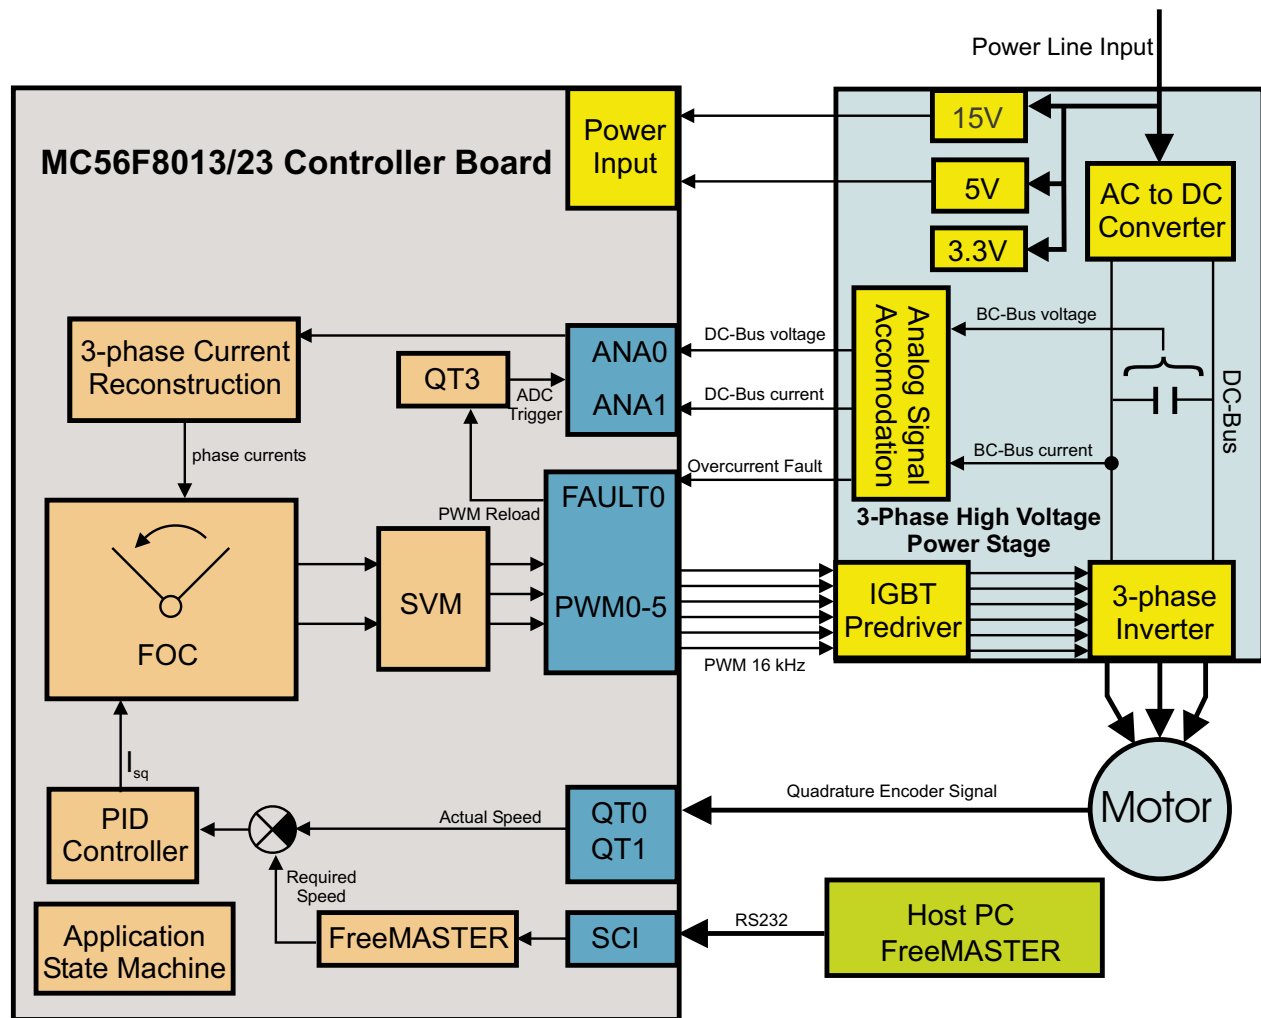 Power Line Input
MC56F8013/23 Controller Board
Power
Input
15V
5V
3.3V
AC to DC
Converter
3-phase Current
Reconstruction
QT3
ADC
Trigger
ANA0
ANA1
DC-Bus voltage
DC-Bus current
Overcurrent Fault
Analog Signal
Accomodation
BC-Bus voltage
BC-Bus current
DC-Bus
phase currents
PWM Reload
FAULT0
PWM0-5
3-Phase High Voltage
Power Stage
FOC
SVM
PWM 16 kHz
IGBT
Predriver
3-phase
Inverter
Isq
PID
Controller
Actual Speed
Required
Speed
QT0
QT1
Quadrature Encoder Signal
Motor
Application
State Machine
FreeMASTER
SCI
RS232
Host PC
FreeMASTER